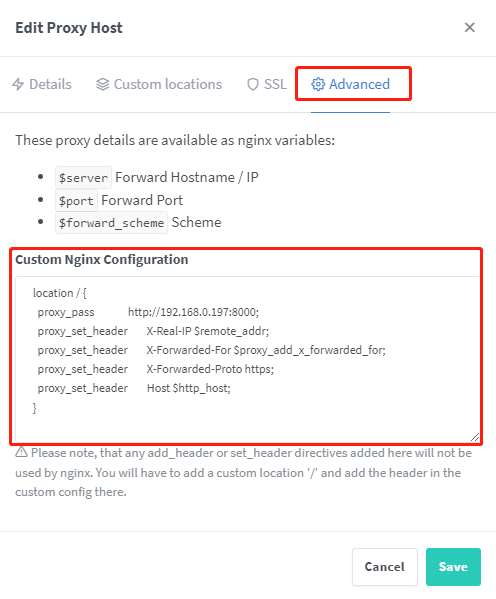 Edit Proxy Host
Details Custom locations SSL Advanced
These proxy details are available as nginx variables:
$server Forward Hostname / IP
$port Forward Port
$forward_scheme Scheme
Custom Nginx Configuration
location / {
proxy_pass http://192.168.0.197:8000;
proxy_set_header X-Real-IP $remote_addr;
proxy_set_header X-Forwarded-For $proxy_add_x_forwarded_for;
proxy_set_header X-Forwarded-Proto https;
proxy_set_header Host $http_host;
}
Please note, that any add_header or set_header directives added here will not be
used by nginx. You will have to add a custom location '/' and add the header in the
custom config there.
Cancel Save